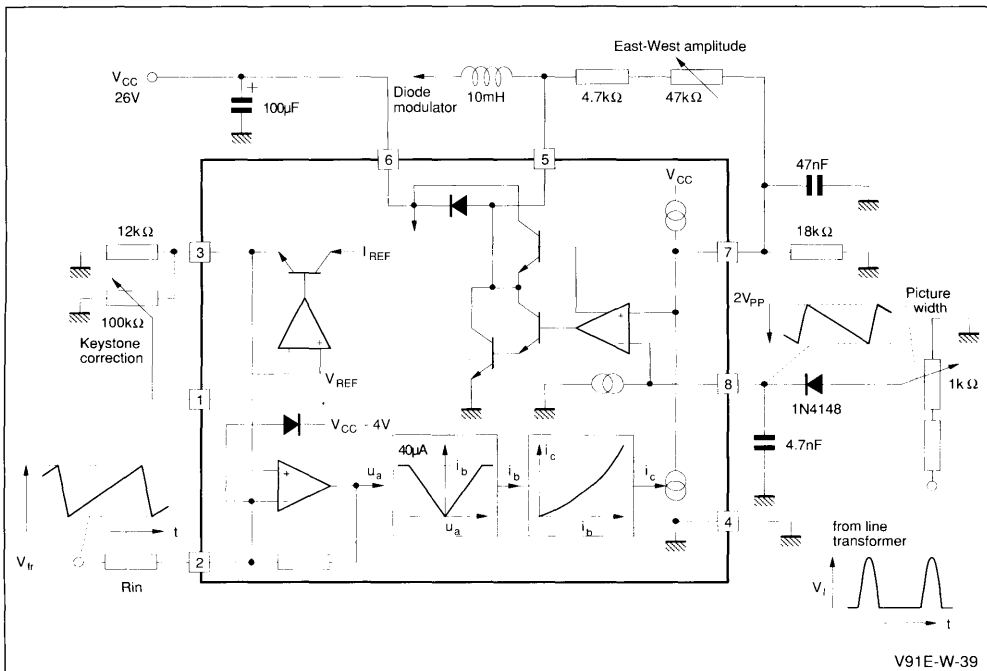 East-West amplitude
V_CC
26V
+
100µF
Diode
modulator
10mH
4.7kΩ
47kΩ
6
5
47nF
V_CC
12kΩ
3
I_REF
7
18kΩ
100kΩ
Keystone
correction
+
V_REF
+
2V_PP
Picture
width
8
1kΩ
1
1N4148
V_CC - 4V
40µA
i_b
i_c
4.7nF
+
u_a
i_b
i_c
u_a
i_b
4
t
V_fr
Rin
2
from line
transformer
V_l
t
V91E-W-39